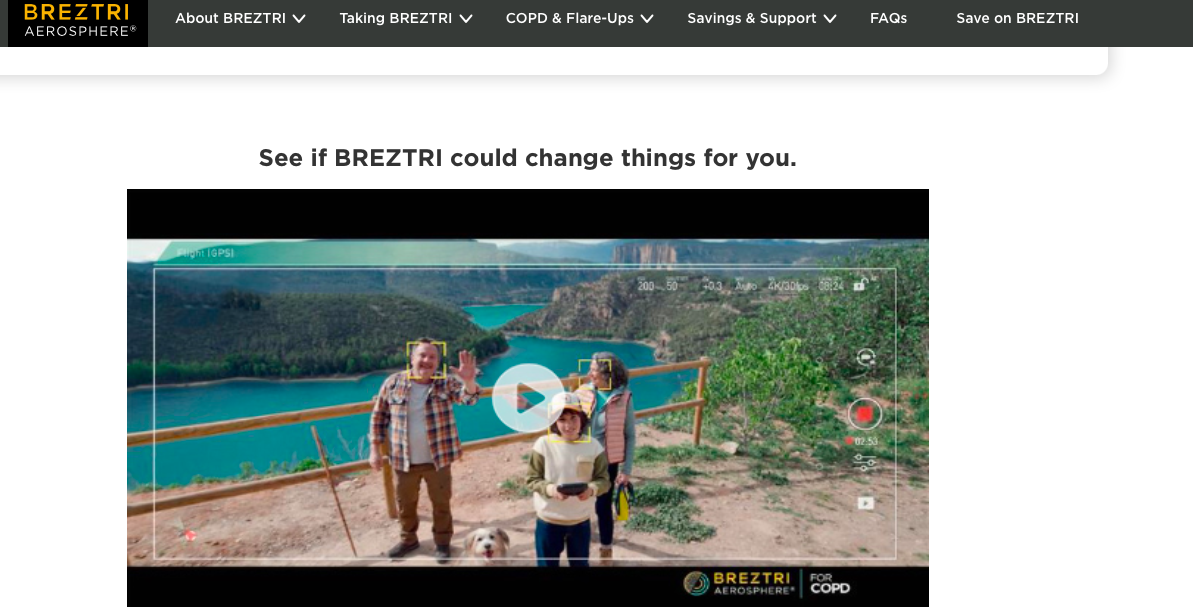 BREZTRI
AEROSPHERE®
About BREZTRI
Taking BREZTRI
COPD & Flare-Ups
Savings & Support
FAQs
Save on BREZTRI
See if BREZTRI could change things for you.
Flight [GPS]
200 50 +0.3 Auto 4K/30fps 08:24
02:53
BREZTRI
AEROSPHERE®
FOR
COPD